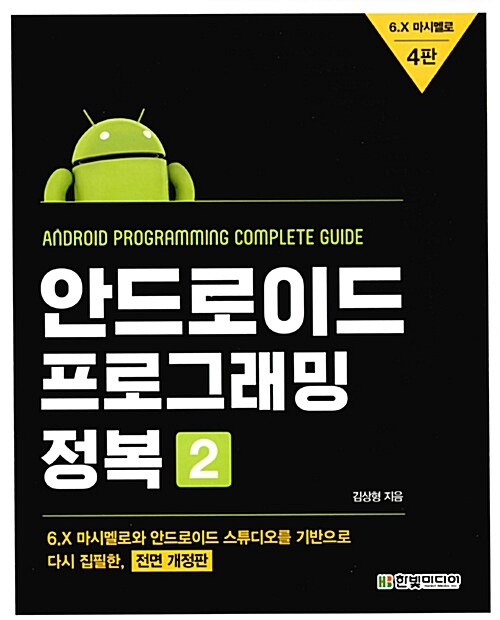 6.X 마시멜로
4판
ANDROID PROGRAMMING COMPLETE GUIDE
안드로이드
프로그래밍
정복 2
김상형 지음
6.X 마시멜로와 안드로이드 스튜디오를 기반으로
다시 집필한, 전면 개정판
HB 한빛미디어